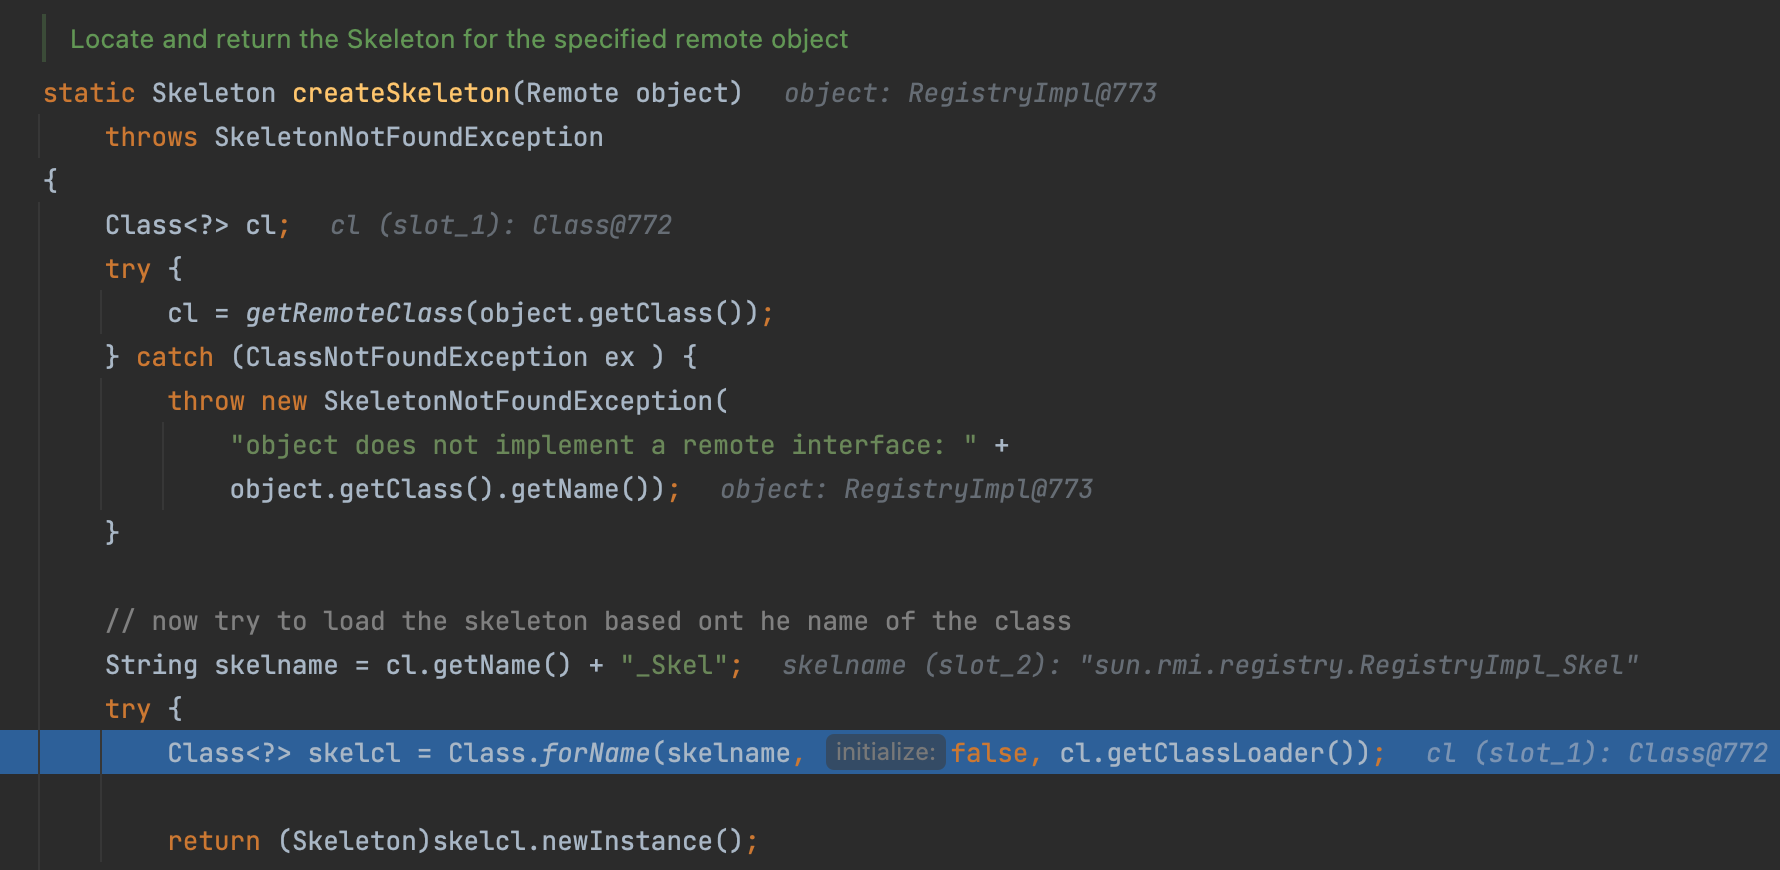 Locate and return the Skeleton for the specified remote object
static Skeleton createSkeleton(Remote object)   object: RegistryImpl@773
    throws SkeletonNotFoundException
{
    Class<?> cl;   cl (slot_1): Class@772
    try {
        cl = getRemoteClass(object.getClass());
    } catch (ClassNotFoundException ex ) {
        throw new SkeletonNotFoundException(
            "object does not implement a remote interface: " +
            object.getClass().getName());   object: RegistryImpl@773
    }
    // now try to load the skeleton based ont he name of the class
    String skelname = cl.getName() + "_Skel";   skelname (slot_2): "sun.rmi.registry.RegistryImpl_Skel"
    try {
        Class<?> skelcl = Class.forName(skelname, initialize: false, cl.getClassLoader());   cl (slot_1): Class@772
        return (Skeleton)skelcl.newInstance();